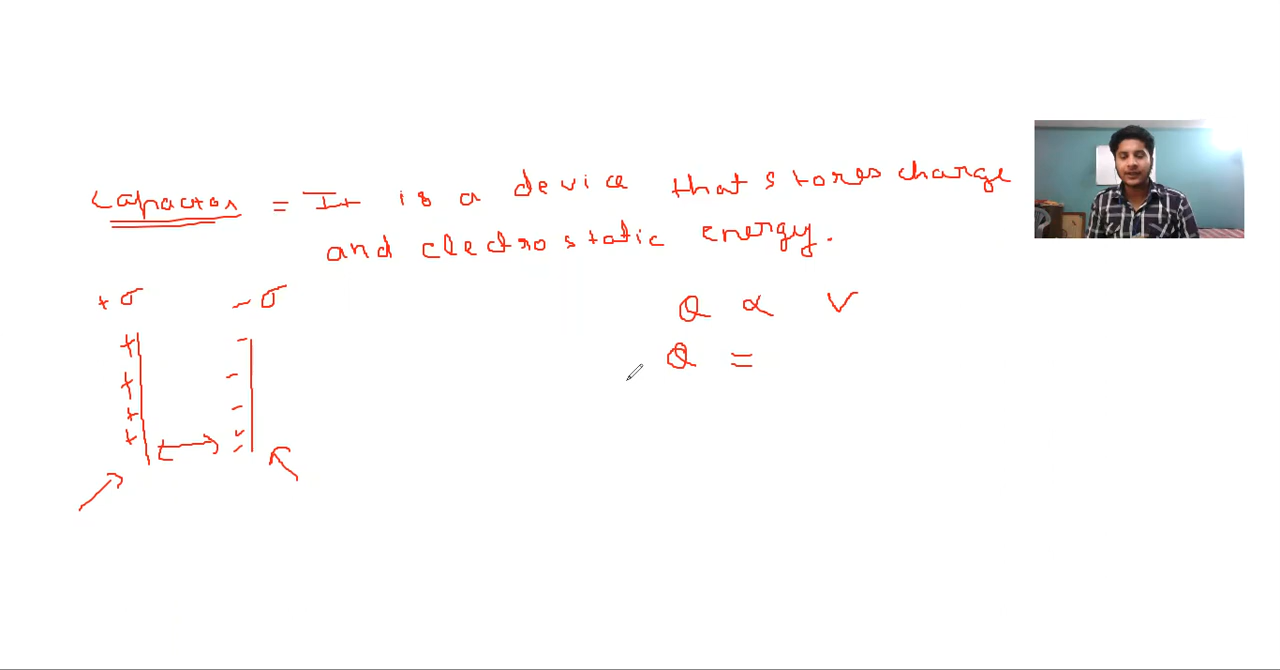 Capacitor = It is a device that stores charge
and electrostatic energy.
+ σ - σ
Q ∝ V
Q =